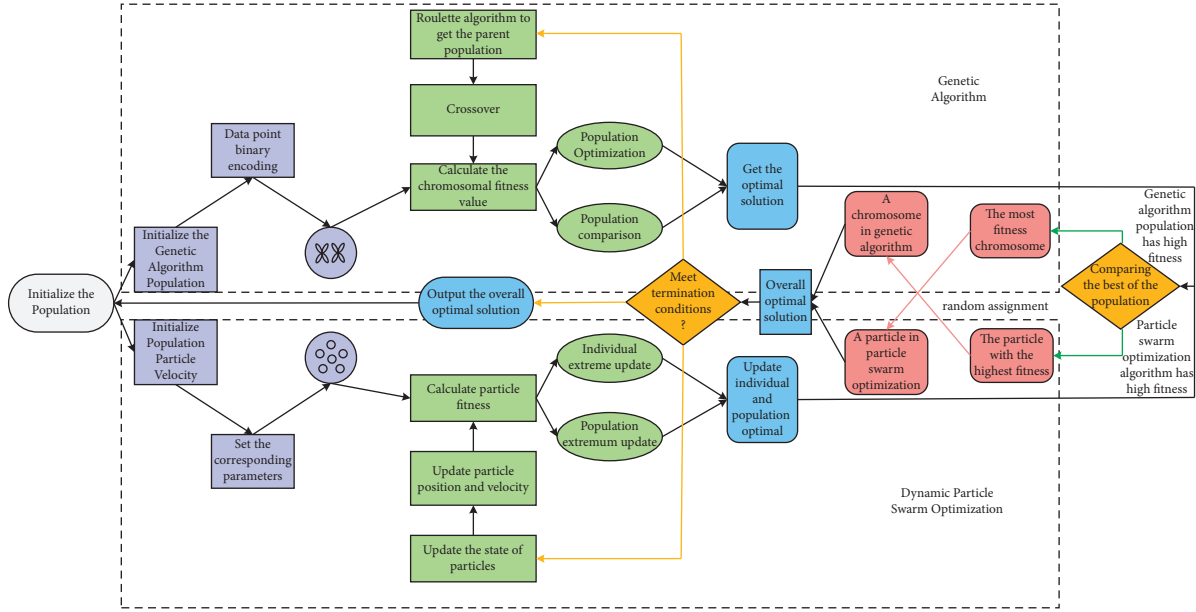 Roulette algorithm to
get the parent
population
Crossover
Calculate the
chromosomal fitness
value
Data point
binary
encoding
Initialize the
Genetic
Algorithm
Population
Population
Optimization
Population
comparison
Get the
optimal
solution
Genetic
Algorithm
A
chromosome
in genetic
algorithm
The most
fitness
chromosome
Genetic
algorithm
population
has high
fitness
Comparing
the best of the
population
Initialize the
Population
Output the overall
optimal solution
Meet
termination
conditions
?
Overall
optimal
solution
random assignment
Initialize
Population
Particle
Velocity
Set the
corresponding
parameters
Calculate particle
fitness
Update particle
position and velocity
Update the state of
particles
Individual
extreme update
Population
extremum update
Update
individual
and
population
optimal
A particle in
particle
swarm
optimization
The particle
with the
highest fitness
Particle
swarm
optimization
algorithm has
high fitness
Dynamic Particle
Swarm Optimization